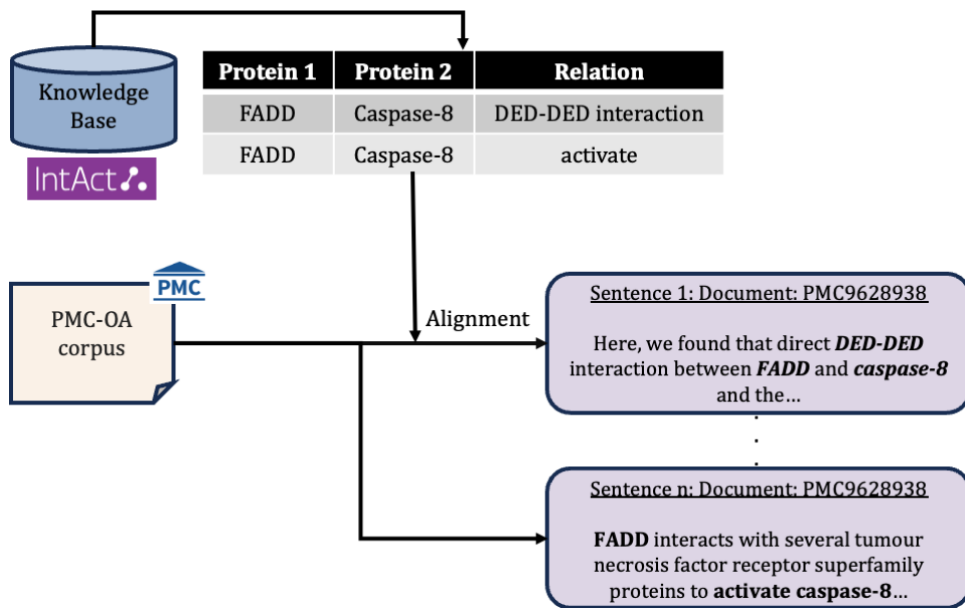 Knowledge
Base
IntAct
Protein 1 Protein 2 Relation
FADD Caspase-8 DED-DED interaction
FADD Caspase-8 activate
PMC
PMC-OA
corpus
Alignment
Sentence 1: Document: PMC9628938
Here, we found that direct DED-DED
interaction between FADD and caspase-8
and the…
Sentence n: Document: PMC9628938
FADD interacts with several tumour
necrosis factor receptor superfamily
proteins to activate caspase-8…